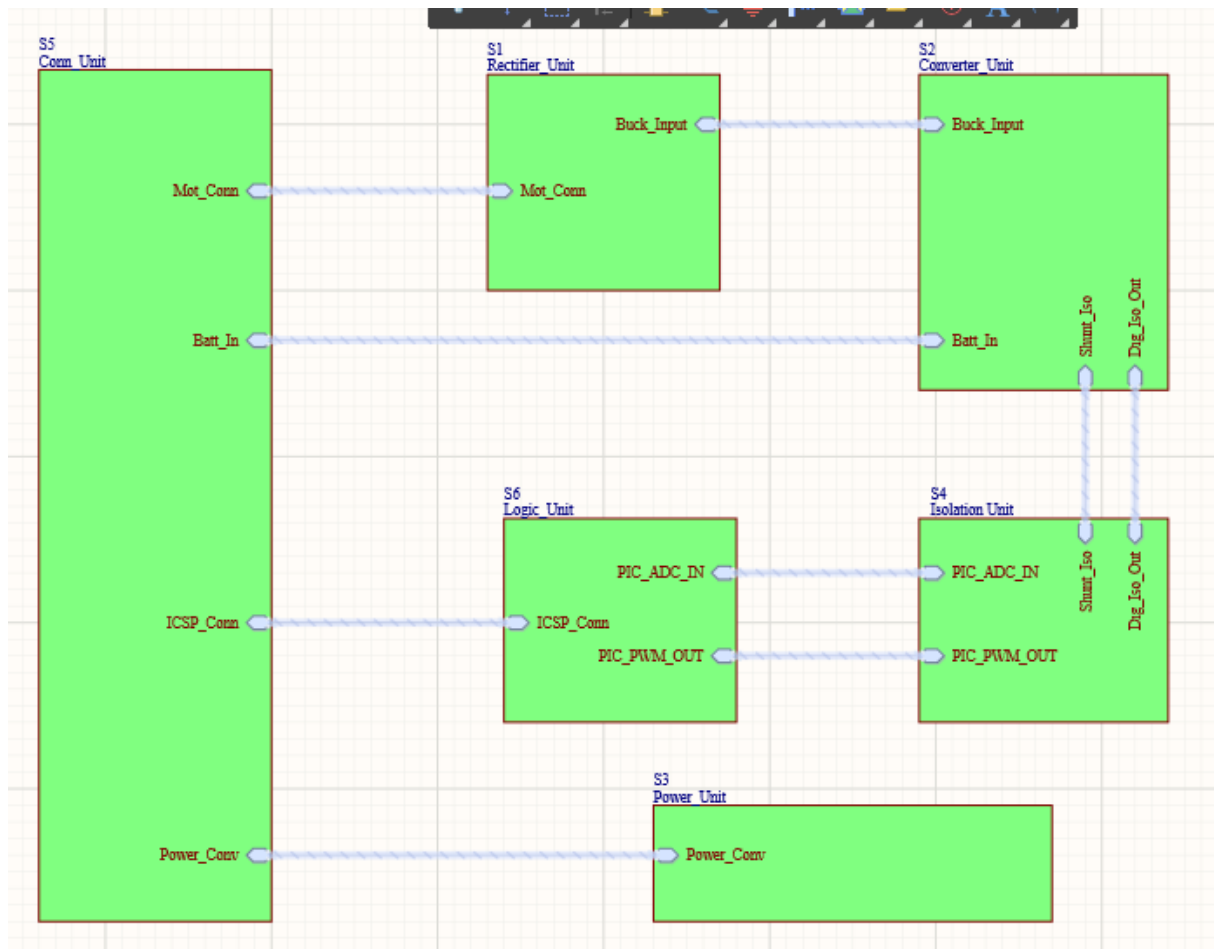 S5
Conn_Unit
Mot_Conn
Batt_In
ICSP_Conn
Power_Conv
S1
Rectifier_Unit
Buck_Input
Mot_Conn
S2
Converter_Unit
Buck_Input
Batt_In
Shunt_Iso
Dig_Iso_Out
S6
Logic_Unit
PIC_ADC_IN
ICSP_Conn
PIC_PWM_OUT
S4
Isolation Unit
PIC_ADC_IN
Shunt_Iso
Dig_Iso_Out
PIC_PWM_OUT
S3
Power_Unit
Power_Conv